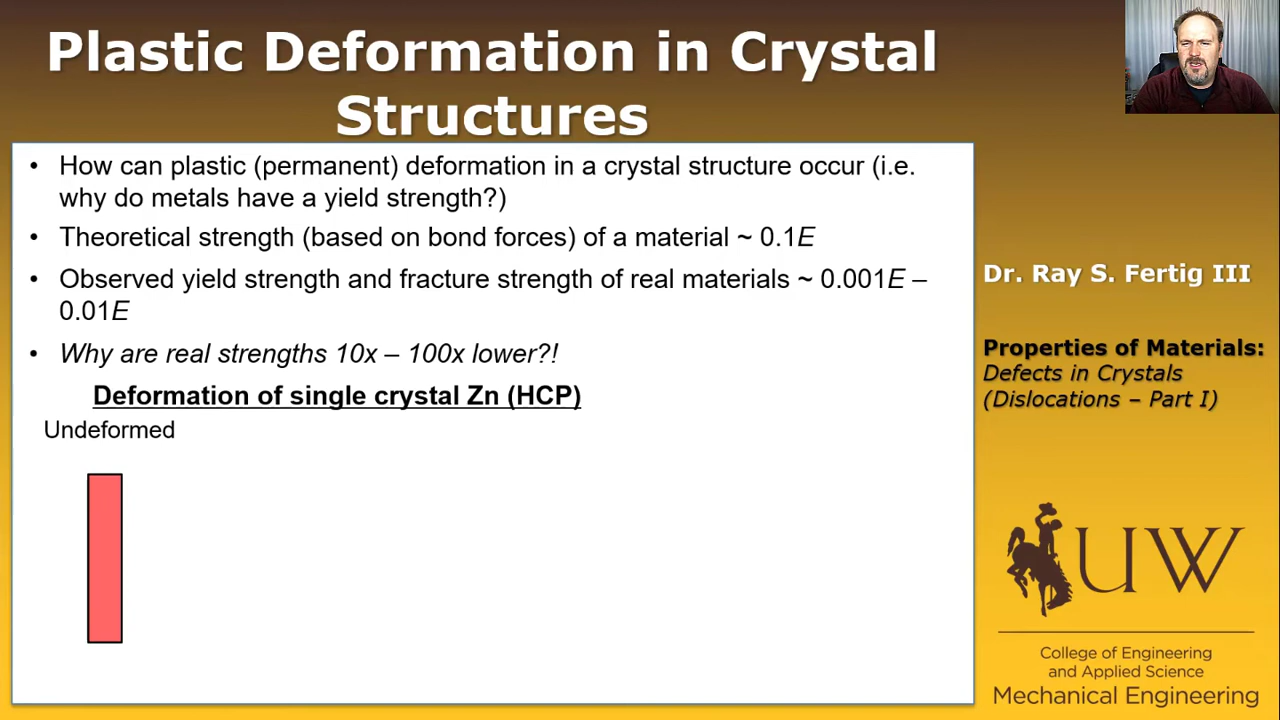 Plastic Deformation in Crystal
Structures
• How can plastic (permanent) deformation in a crystal structure occur (i.e.
why do metals have a yield strength?)
• Theoretical strength (based on bond forces) of a material ~ 0.1E
• Observed yield strength and fracture strength of real materials ~ 0.001E –
0.01E
• Why are real strengths 10x – 100x lower?!
Deformation of single crystal Zn (HCP)
Undeformed
Dr. Ray S. Fertig III
Properties of Materials:
Defects in Crystals
(Dislocations – Part I)
UW
College of Engineering
and Applied Science
Mechanical Engineering